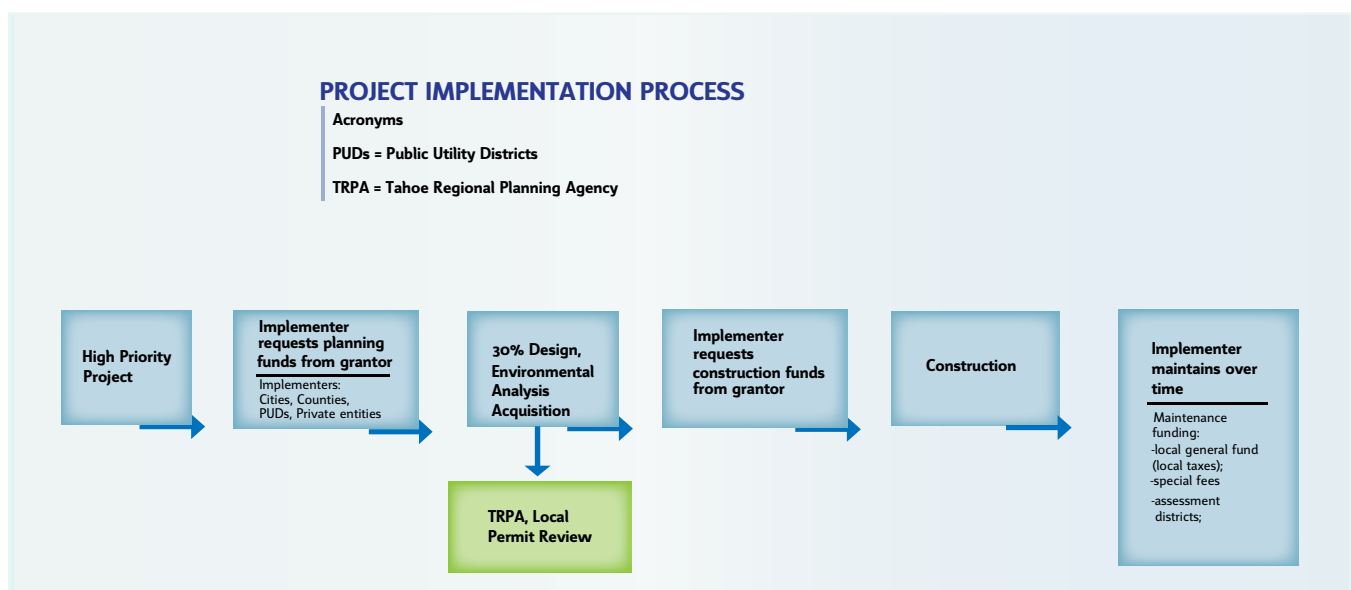 PROJECT IMPLEMENTATION PROCESS
Acronyms
PUDs = Public Utility Districts
TRPA = Tahoe Regional Planning Agency
High Priority
Project
Implementer
requests planning
funds from grantor
Implementers:
Cities, Counties,
PUDs, Private entities
30% Design,
Environmental
Analysis
Acquisition
TRPA, Local
Permit Review
Implementer
requests
construction funds
from grantor
Construction
Implementer
maintains over
time
Maintenance
funding:
-local general fund
(local taxes);
-special fees
-assessment
districts;